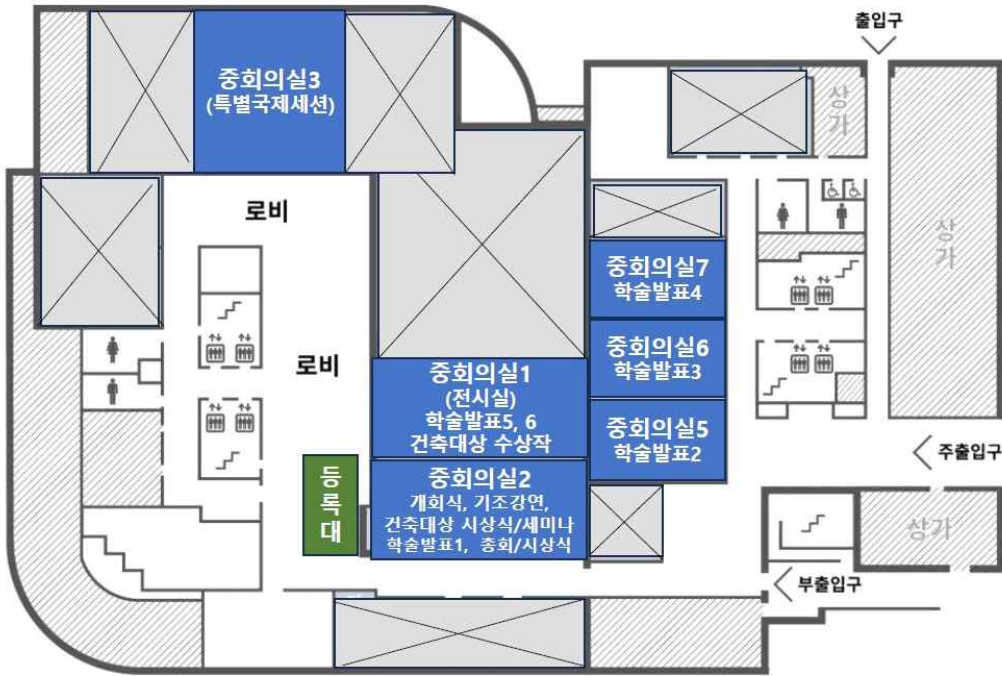 출입구
중회의실3
(특별국제세션)
상가
로비
상가
중회의실7
학술발표4
중회의실6
학술발표3
로비
중회의실1
(전시실)
학술발표5, 6
건축대상 수상작
중회의실5
학술발표2
주출입구
등록대
중회의실2
개회식, 기조강연,
건축대상 시상식/세미나
학술발표1, 총회/시상식
상가
부출입구